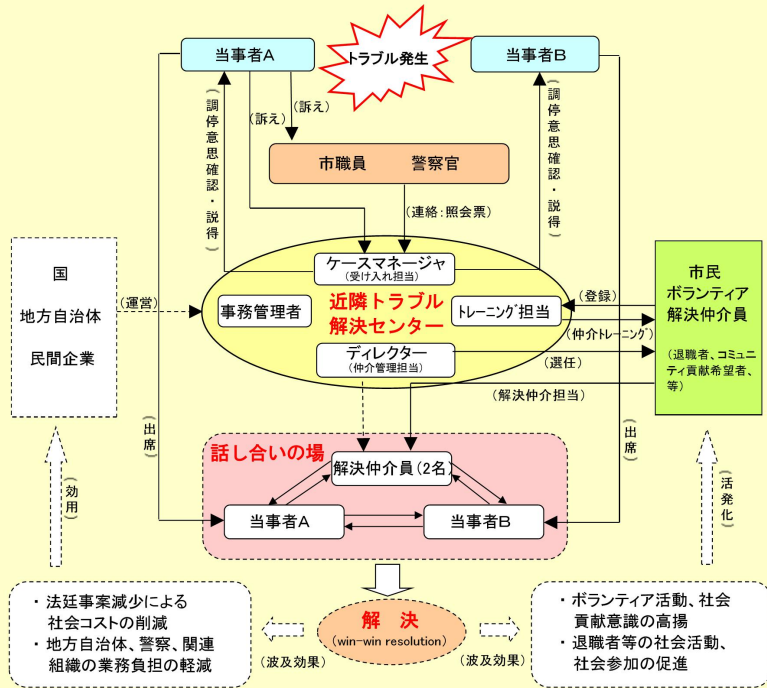 当事者A
トラブル発生
当事者B
(調停意思確認・説得)
(訴え)
(訴え)
(調停意思確認・説得)
市職員 警察官
(連絡:照会票)
国
地方自治体
民間企業
(運営)
ケースマネージャ
(受け入れ担当)
事務管理者
近隣トラブル
解決センター
トレーニング担当
ディレクター
(仲介管理担当)
(登録)
(仲介トレーニング)
(選任)
(解決仲介担当)
市民
ボランティア
解決仲介員
(退職者、コミュニ
ティ貢献希望者、
等)
(出席)
(出席)
話し合いの場
解決仲介員(2名)
当事者A
当事者B
(効用)
(活発化)
・法廷事案減少による
社会コストの削減
・地方自治体、警察、関連
組織の業務負担の軽減
解 決
(win-win resolution)
(波及効果)
(波及効果)
・ボランティア活動、社会
貢献意識の高揚
・退職者等の社会活動、
社会参加の促進